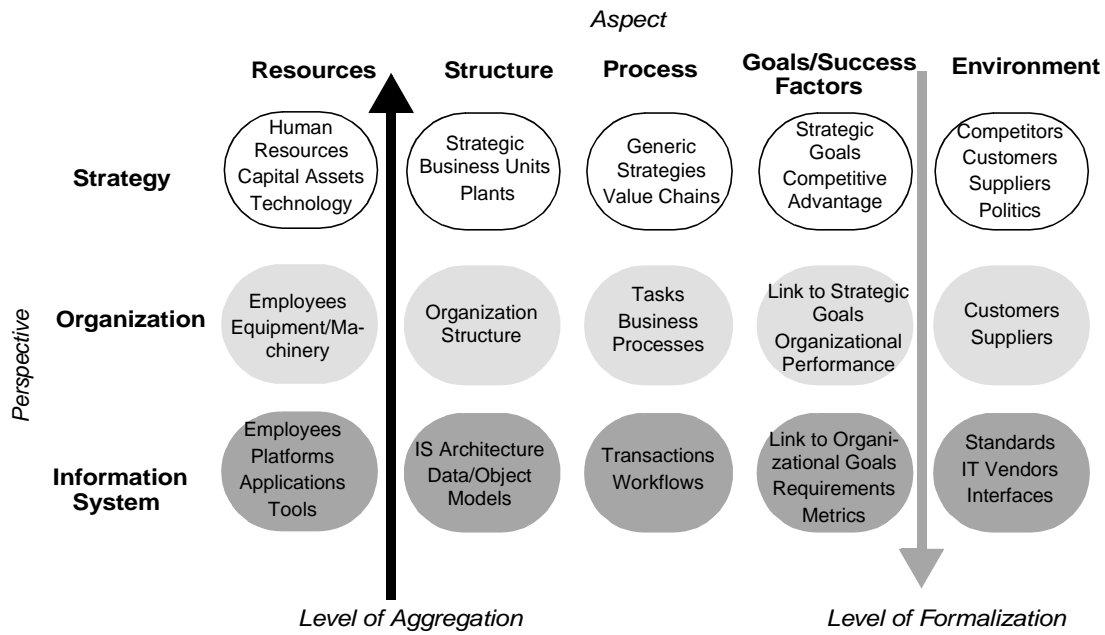 Aspect
Resources
Structure
Process
Goals/Success
Factors
Environment
Strategy
Human
Resources
Capital Assets
Technology
Strategic
Business Units
Plants
Generic
Strategies
Value Chains
Strategic
Goals
Competitive
Advantage
Competitors
Customers
Suppliers
Politics
Perspective
Organization
Employees
Equipment/Ma-
chinery
Organization
Structure
Tasks
Business
Processes
Link to Strategic
Goals
Organizational
Performance
Customers
Suppliers
Information
System
Employees
Platforms
Applications
Tools
IS Architecture
Data/Object
Models
Transactions
Workflows
Link to Organi-
zational Goals
Requirements
Metrics
Standards
IT Vendors
Interfaces
Level of Aggregation
Level of Formalization